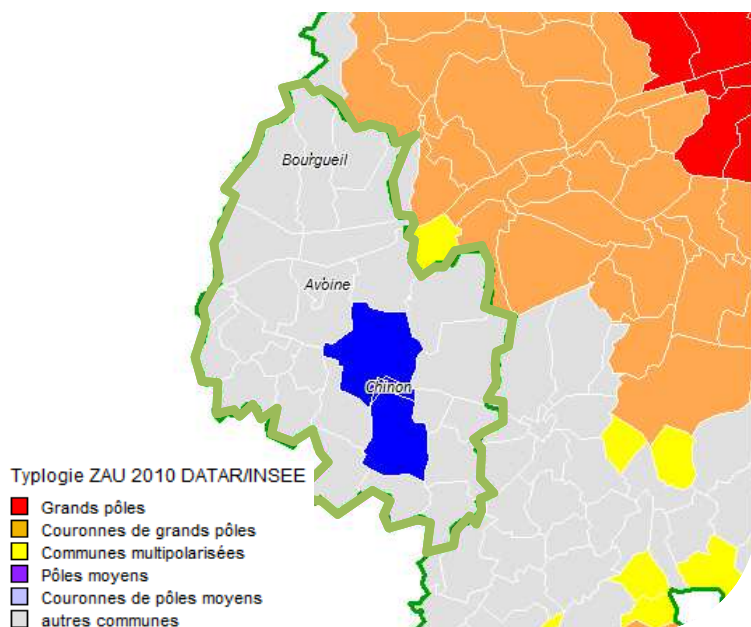 Bourgueil
Avoine
Chinon
Typlogie ZAU 2010 DATAR/INSEE
Grands pôles
Couronnes de grands pôles
Communes multipolarisées
Pôles moyens
Couronnes de pôles moyens
autres communes